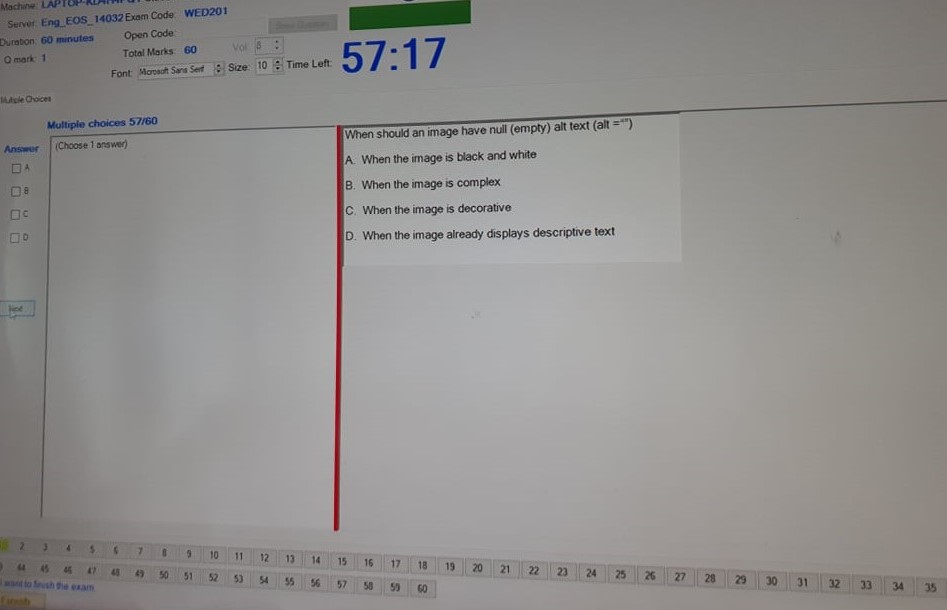 Machine:
Server: Eng_EOS_14032 Exam Code: WED201
Duration: 60 minutes Open Code:
Q mark: 1 Total Marks: 60 Vol: 8
Font: Microsoft Sans Serif Size: 10 Time Left: 57:17
Multiple Choices
Multiple choices 57/60
Answer (Choose 1 answer)
A
B
C
D
Next
When should an image have null (empty) alt text (alt ="")
A. When the image is black and white
B. When the image is complex
C. When the image is decorative
D. When the image already displays descriptive text
2 3 4 5 6 7 8 9 10 11 12 13 14 15 16 17 18 19 20 21 22 23 24 25 26 27 28 29 30 31 32 33 34 35
44 45 46 47 48 49 50 51 52 53 54 55 56 57 58 59 60
I want to finish the exam
Finish